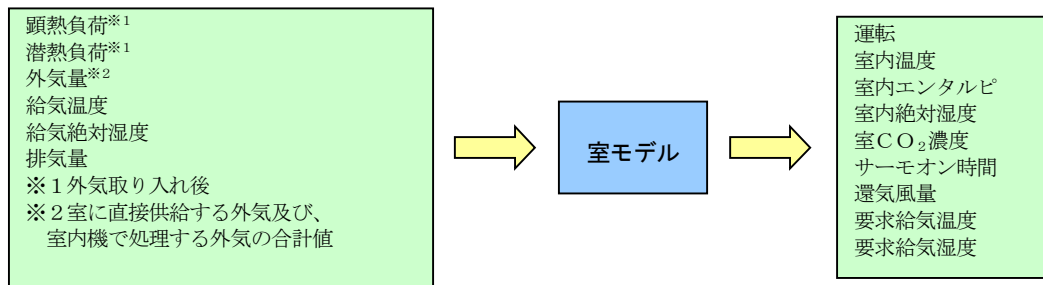 顕熱負荷※1
潜熱負荷※1
外気量※2
給気温度
給気絶対湿度
排気量
※1外気取り入れ後
※2室に直接供給する外気及び、
室内機で処理する外気の合計値
室モデル
運転
室内温度
室内エンタルピ
室内絶対湿度
室CO₂濃度
サーモオン時間
還気風量
要求給気温度
要求給気湿度